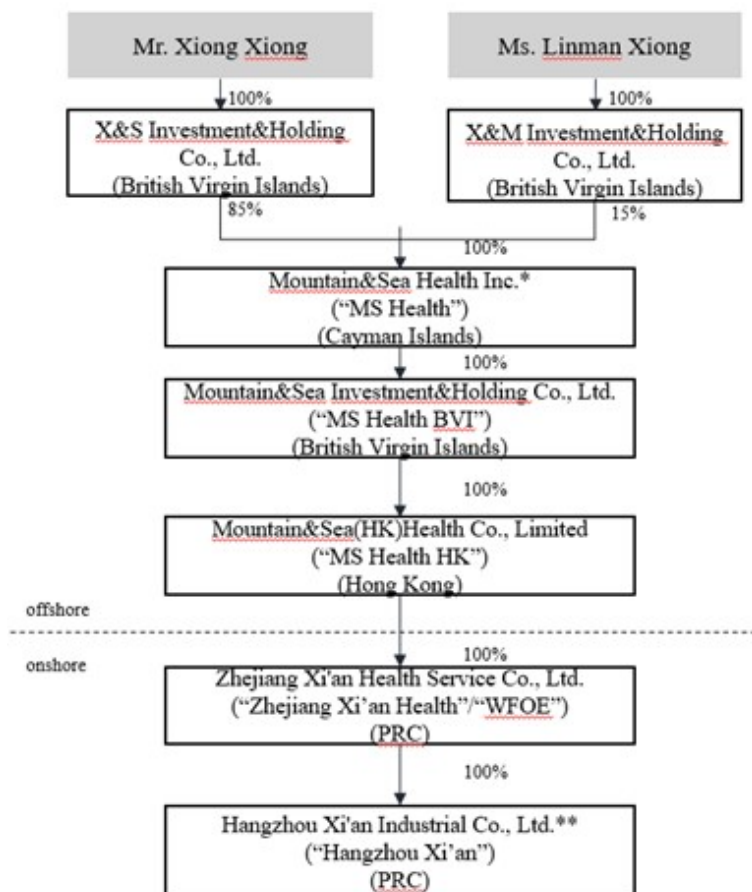 Mr. Xiong Xiong
Ms. Linman Xiong
100%
100%
X&S Investment&Holding
Co., Ltd.
(British Virgin Islands)
X&M Investment&Holding
Co., Ltd.
(British Virgin Islands)
85%
15%
100%
Mountain&Sea Health Inc.*
(“MS Health”)
(Cayman Islands)
100%
Mountain&Sea Investment&Holding Co., Ltd.
(“MS Health BVI”)
(British Virgin Islands)
100%
Mountain&Sea(HK)Health Co., Limited
(“MS Health HK”)
(Hong Kong)
offshore
onshore
100%
Zhejiang Xi'an Health Service Co., Ltd.
(“Zhejiang Xi’an Health”/“WFOE”)
(PRC)
100%
Hangzhou Xi'an Industrial Co., Ltd.**
(“Hangzhou Xi’an”)
(PRC)